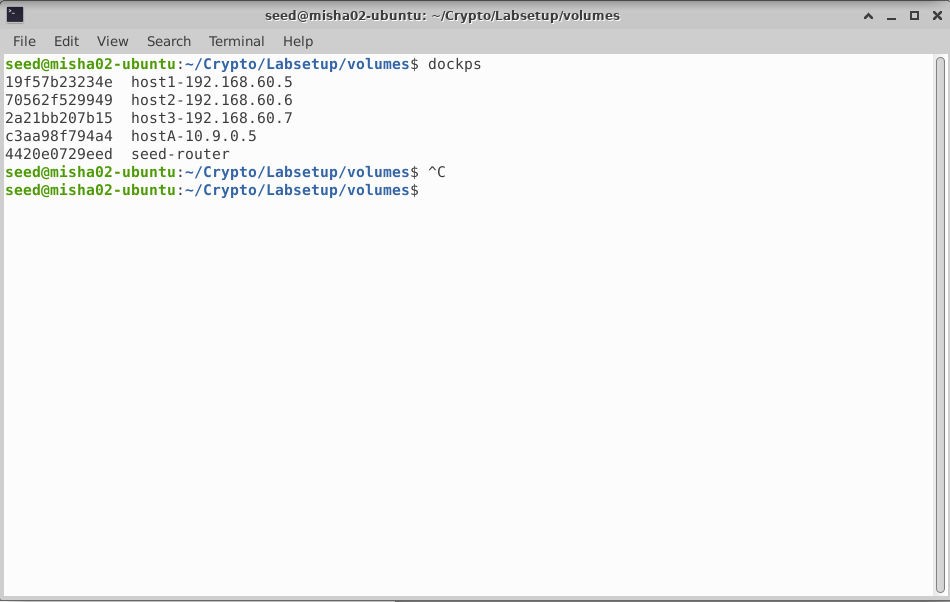 seed@misha02-ubuntu: ~/Crypto/Labsetup/volumes
File Edit View Search Terminal Help
seed@misha02-ubuntu:~/Crypto/Labsetup/volumes$ dockps
19f57b23234e  host1-192.168.60.5
70562f529949  host2-192.168.60.6
2a21bb207b15  host3-192.168.60.7
c3aa98f794a4  hostA-10.9.0.5
4420e0729eed  seed-router
seed@misha02-ubuntu:~/Crypto/Labsetup/volumes$ ^C
seed@misha02-ubuntu:~/Crypto/Labsetup/volumes$